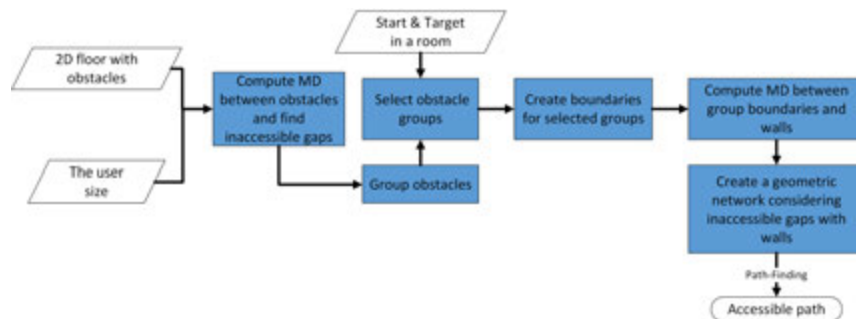 Start & Target
in a room
2D floor with
obstacles
Compute MD
between obstacles
and find
inaccessible gaps
Select obstacle
groups
Create boundaries
for selected groups
Compute MD between
group boundaries and
walls
The user
size
Group obstacles
Create a geometric
network considering
inaccessible gaps with
walls
Path-Finding
Accessible path